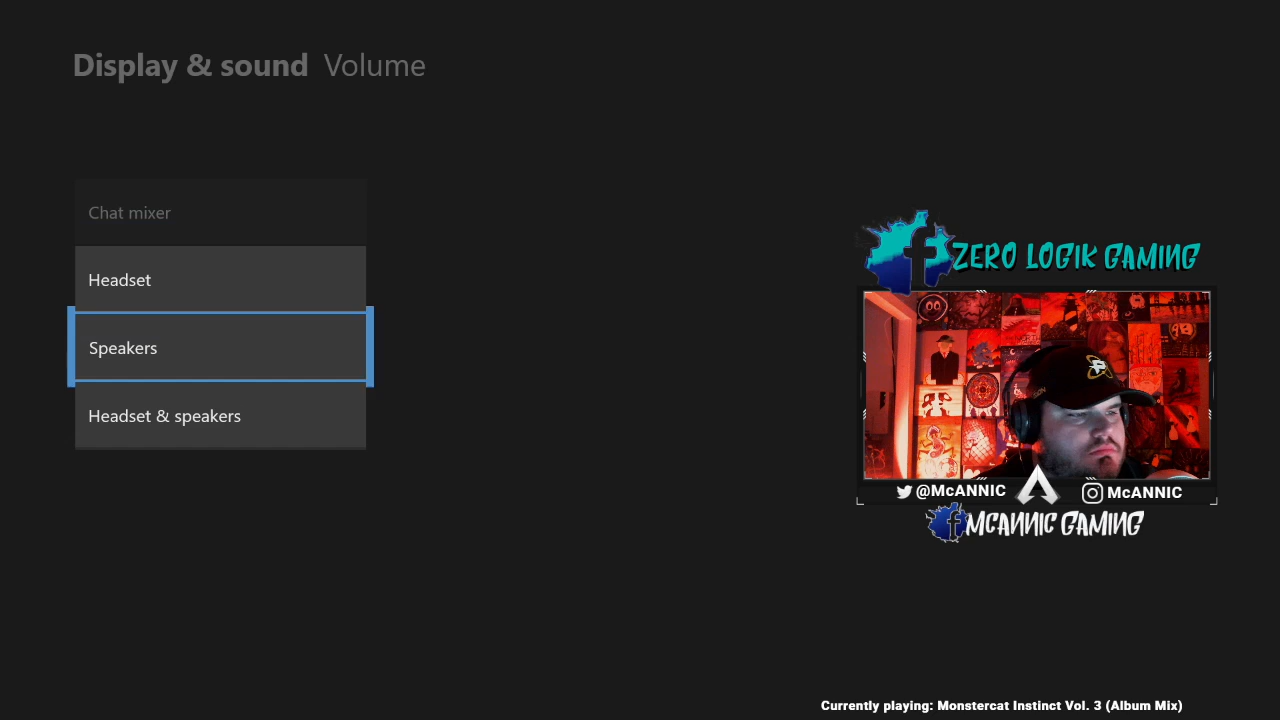 Display & sound Volume
Chat mixer
Headset
Speakers
Headset & speakers
ZERO LOGIK GAMING
@McANNIC
McANNIC
MCANNIC GAMING
Currently playing: Monstercat Instinct Vol. 3 (Album Mix)